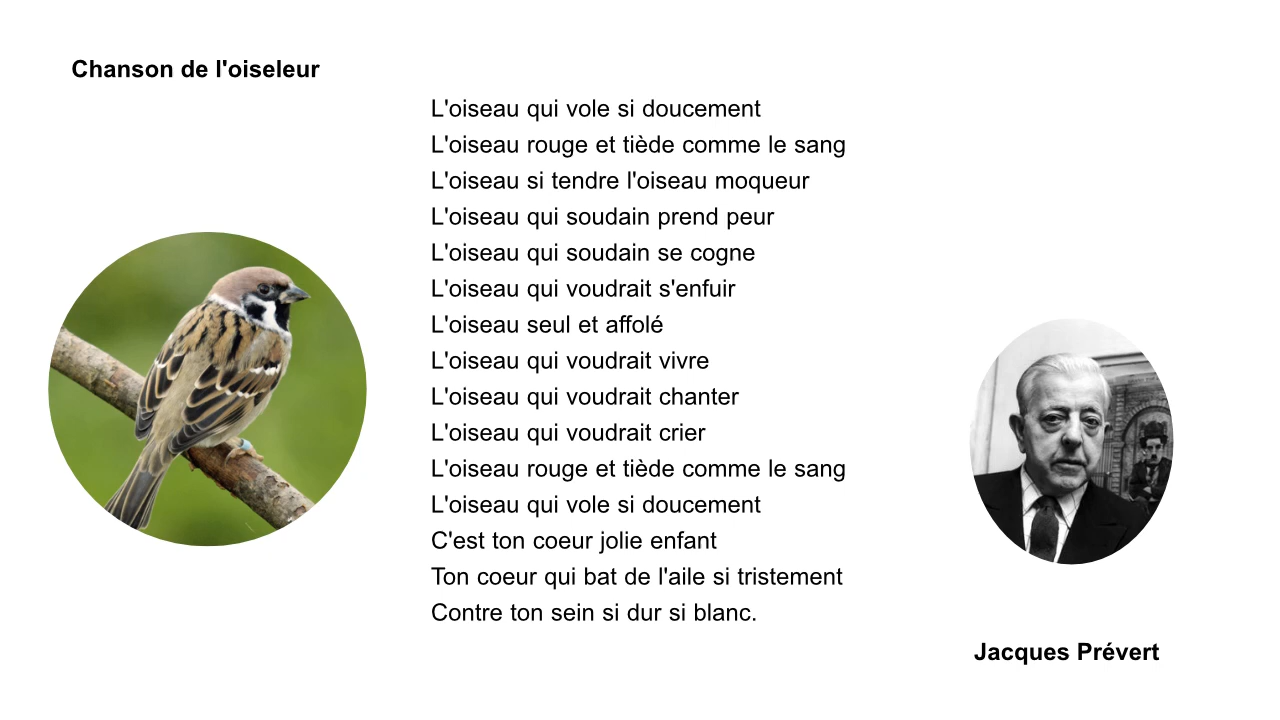 Chanson de l'oiseleur
L'oiseau qui vole si doucement
L'oiseau rouge et tiède comme le sang
L'oiseau si tendre l'oiseau moqueur
L'oiseau qui soudain prend peur
L'oiseau qui soudain se cogne
L'oiseau qui voudrait s'enfuir
L'oiseau seul et affolé
L'oiseau qui voudrait vivre
L'oiseau qui voudrait chanter
L'oiseau qui voudrait crier
L'oiseau rouge et tiède comme le sang
L'oiseau qui vole si doucement
C'est ton coeur jolie enfant
Ton coeur qui bat de l'aile si tristement
Contre ton sein si dur si blanc.
Jacques Prévert